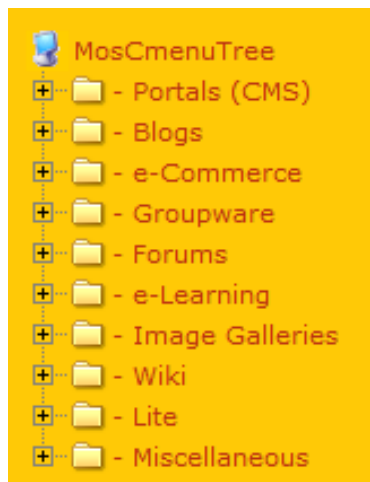 MosCmenuTree
- Portals (CMS)
- Blogs
- e-Commerce
- Groupware
- Forums
- e-Learning
- Image Galleries
- Wiki
- Lite
- Miscellaneous